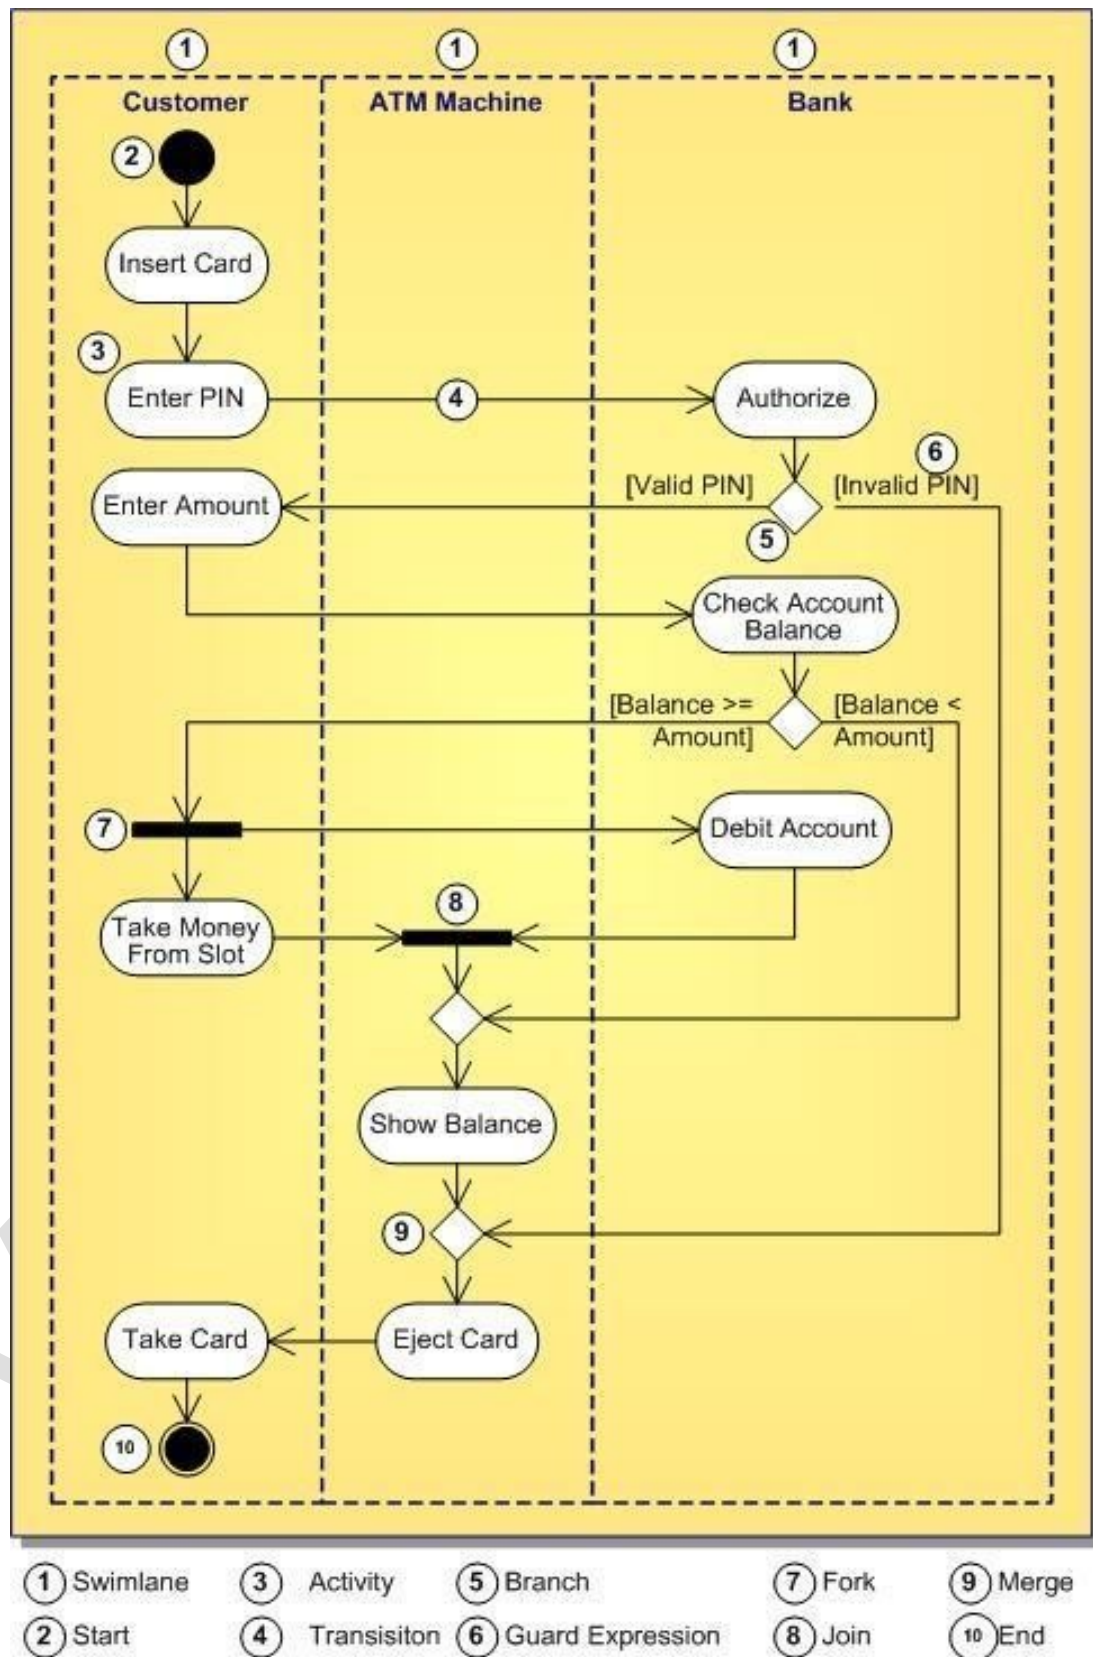 1 1 1
Customer ATM Machine Bank
2
Insert Card
3
Enter PIN 4 Authorize
6
[Valid PIN] [Invalid PIN]
Enter Amount
5
Check Account
Balance
[Balance >= [Balance <
Amount] Amount]
7 Debit Account
8
Take Money
From Slot
Show Balance
9
Take Card Eject Card
10
1 Swimlane 3 Activity 5 Branch 7 Fork 9 Merge
2 Start 4 Transisiton 6 Guard Expression 8 Join 10 End